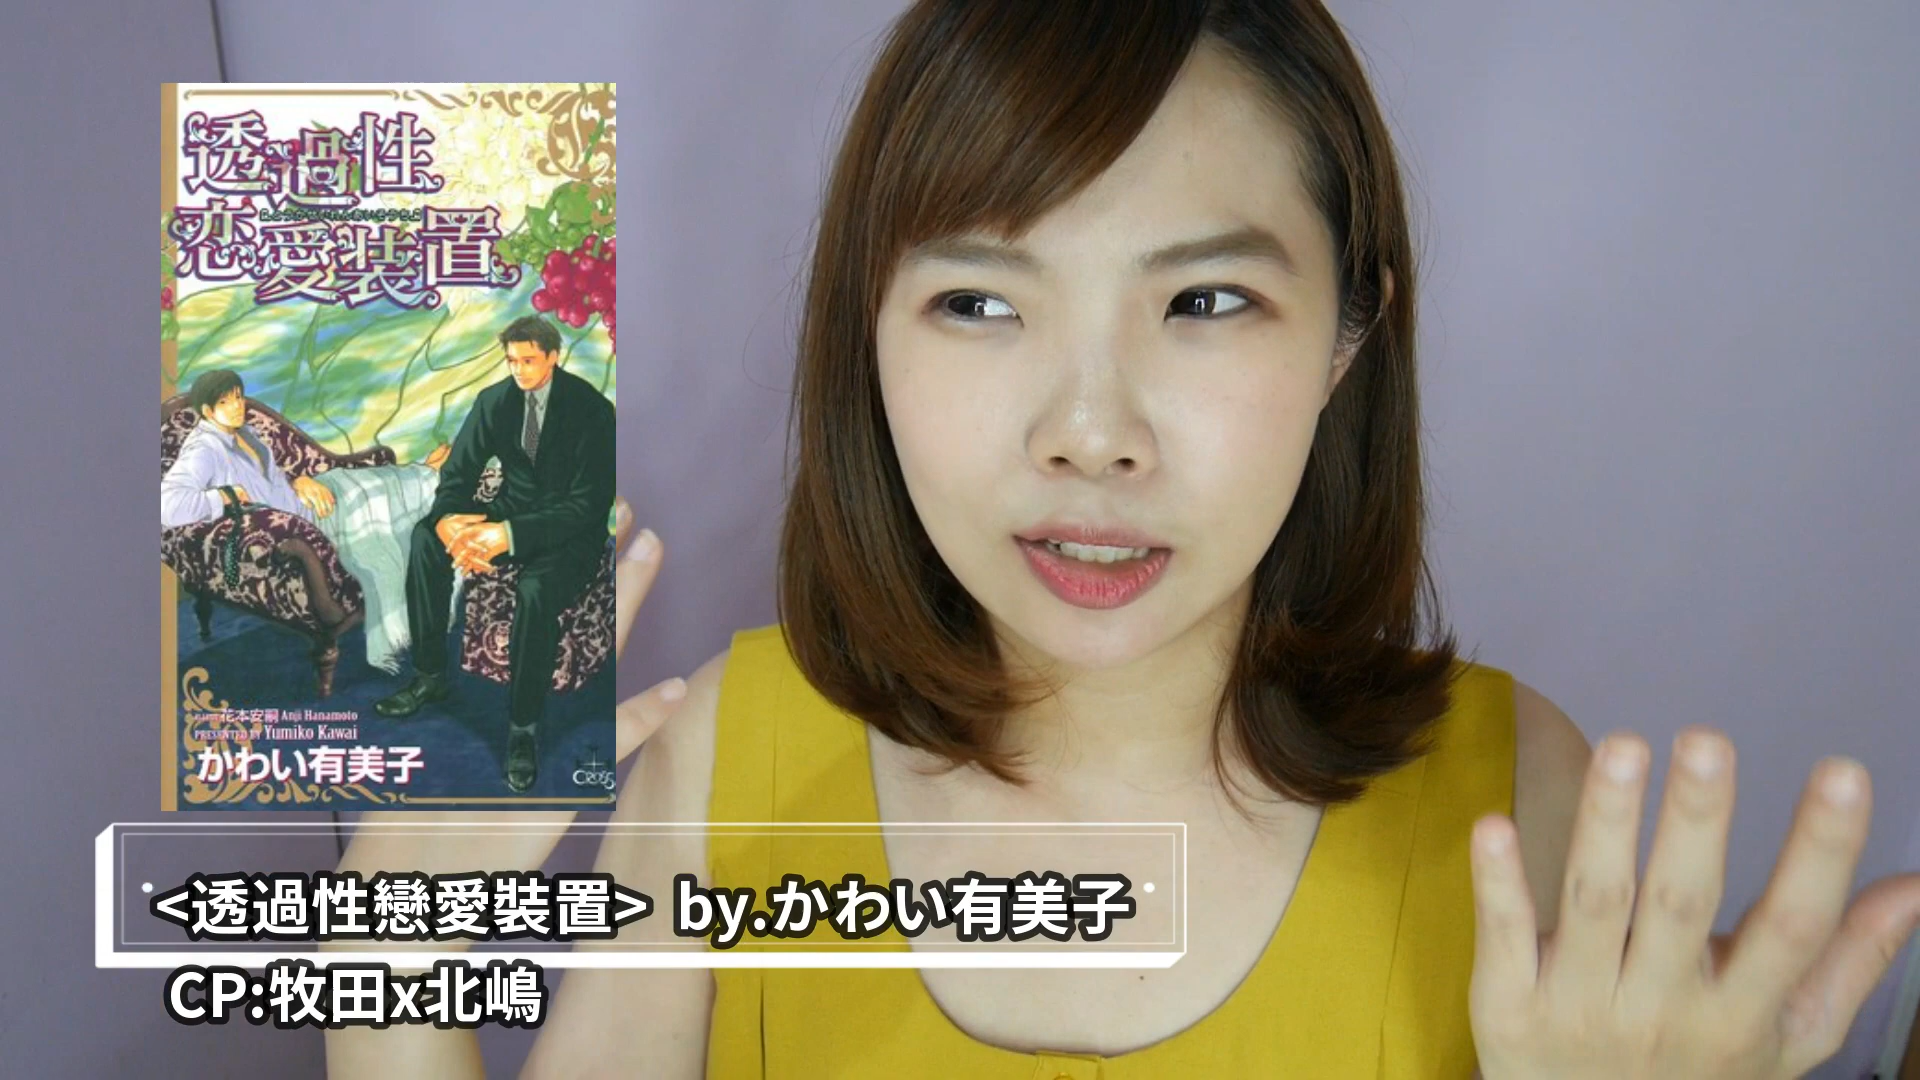 透過性
恋愛装置
花本安嗣 Anji Hanamoto
PRESENTED BY Yumiko Kawai
かわい有美子
CROSS
<透過性戀愛裝置> by.かわい有美子
CP:牧田x北嶋